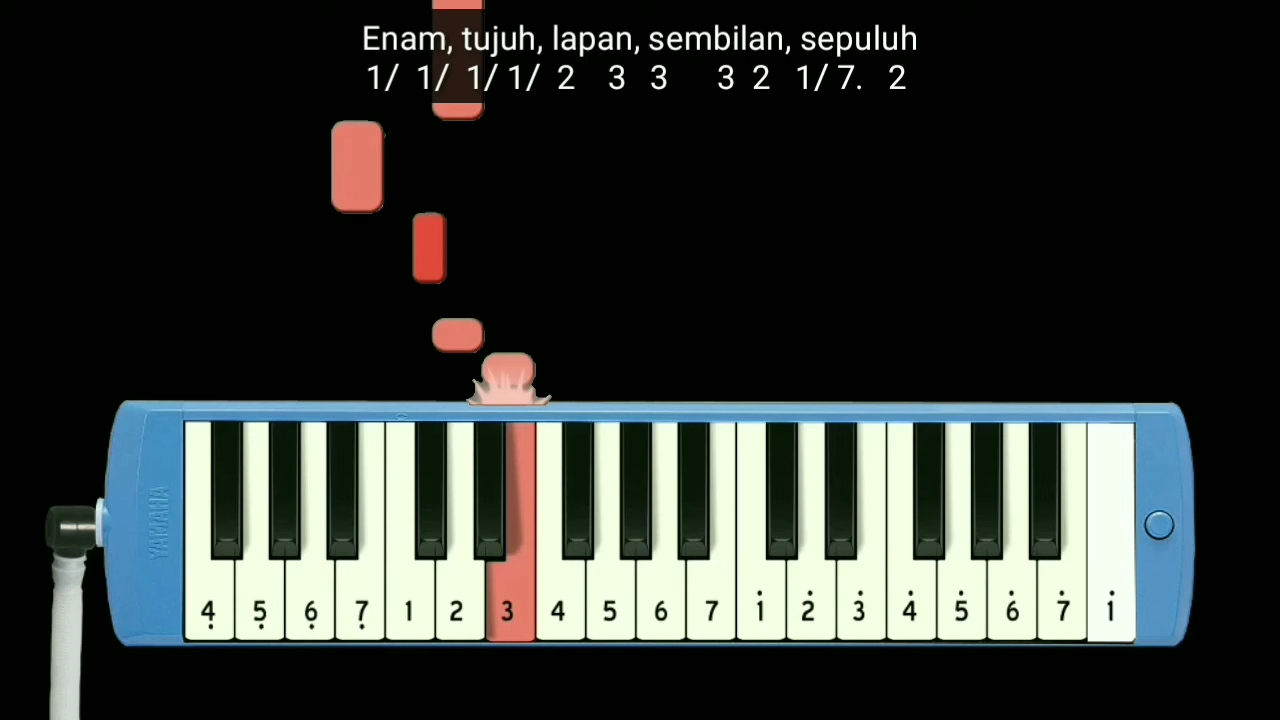 Enam, tujuh, lapan, sembilan, sepuluh
1/ 1/ 1/ 1/ 2 3 3 3 2 1/ 7. 2
YAMAHA
4̣ 5̣ 6̣ 7̣ 1 2 3 4 5 6 7 1̇ 2̇ 3̇ 4̇ 5̇ 6̇ 7̇ 1̇